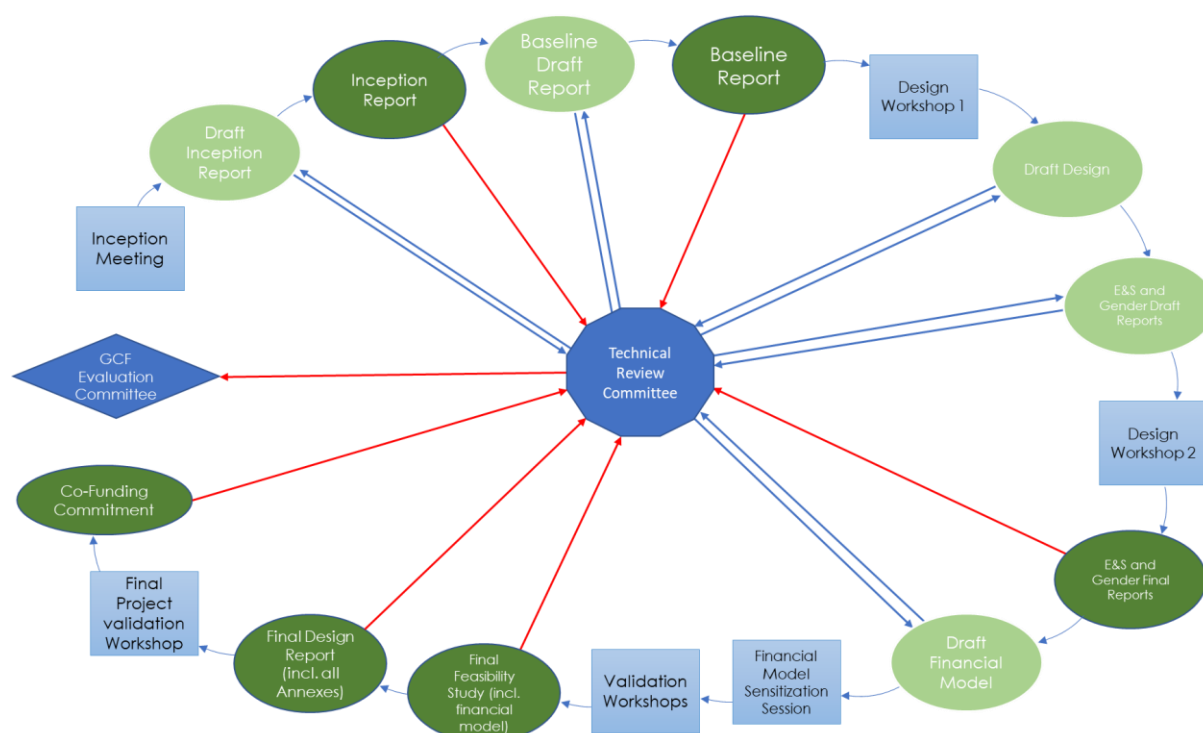 Inception
Meeting
Draft
Inception
Report
Inception
Report
Baseline
Draft
Report
Baseline
Report
Design
Workshop 1
Draft Design
E&S and
Gender Draft
Reports
Design
Workshop 2
E&S and
Gender Final
Reports
Draft
Financial
Model
Financial
Model
Sensitization
Session
Validation
Workshops
Final
Feasibility
Study (incl.
financial
model)
Final Design
Report
(incl. all
Annexes)
Final
Project
validation
Workshop
Co-Funding
Commitment
GCF
Evaluation
Committee
Technical
Review
Committee